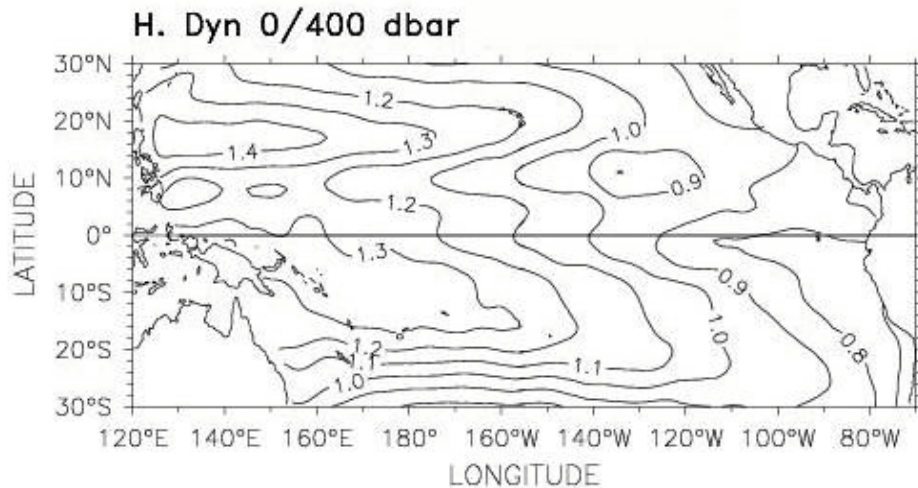 H. Dyn 0/400 dbar
30°N
20°N
10°N
0°
10°S
20°S
30°S
LATITUDE
1.2
1.3
1.4
1.0
0.9
1.2
1.3
0.9
1.0
0.8
1.2
1.1
1.1
1.0
120°E 140°E 160°E 180° 160°W 140°W 120°W 100°W 80°W
LONGITUDE